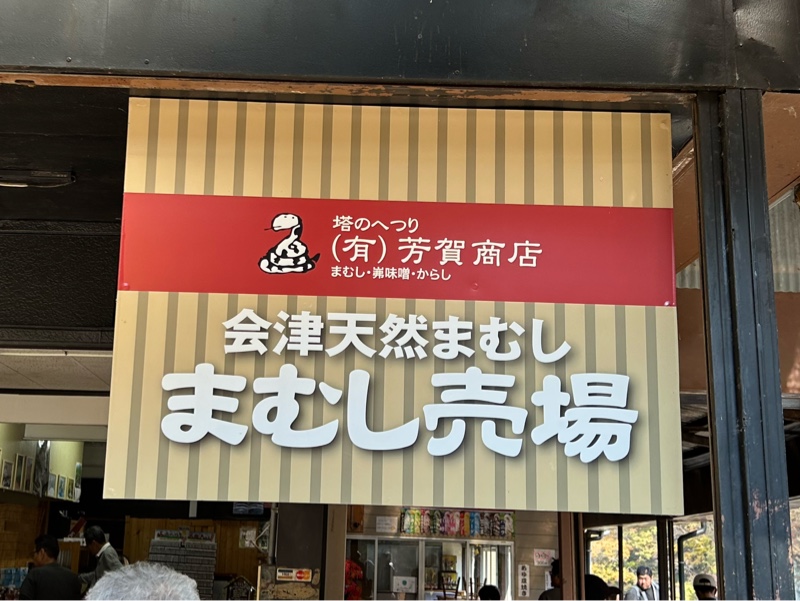 塔のへつり
(有)芳賀商店
まむし・粊味噌・からし
会津天然まむし
まむし売場